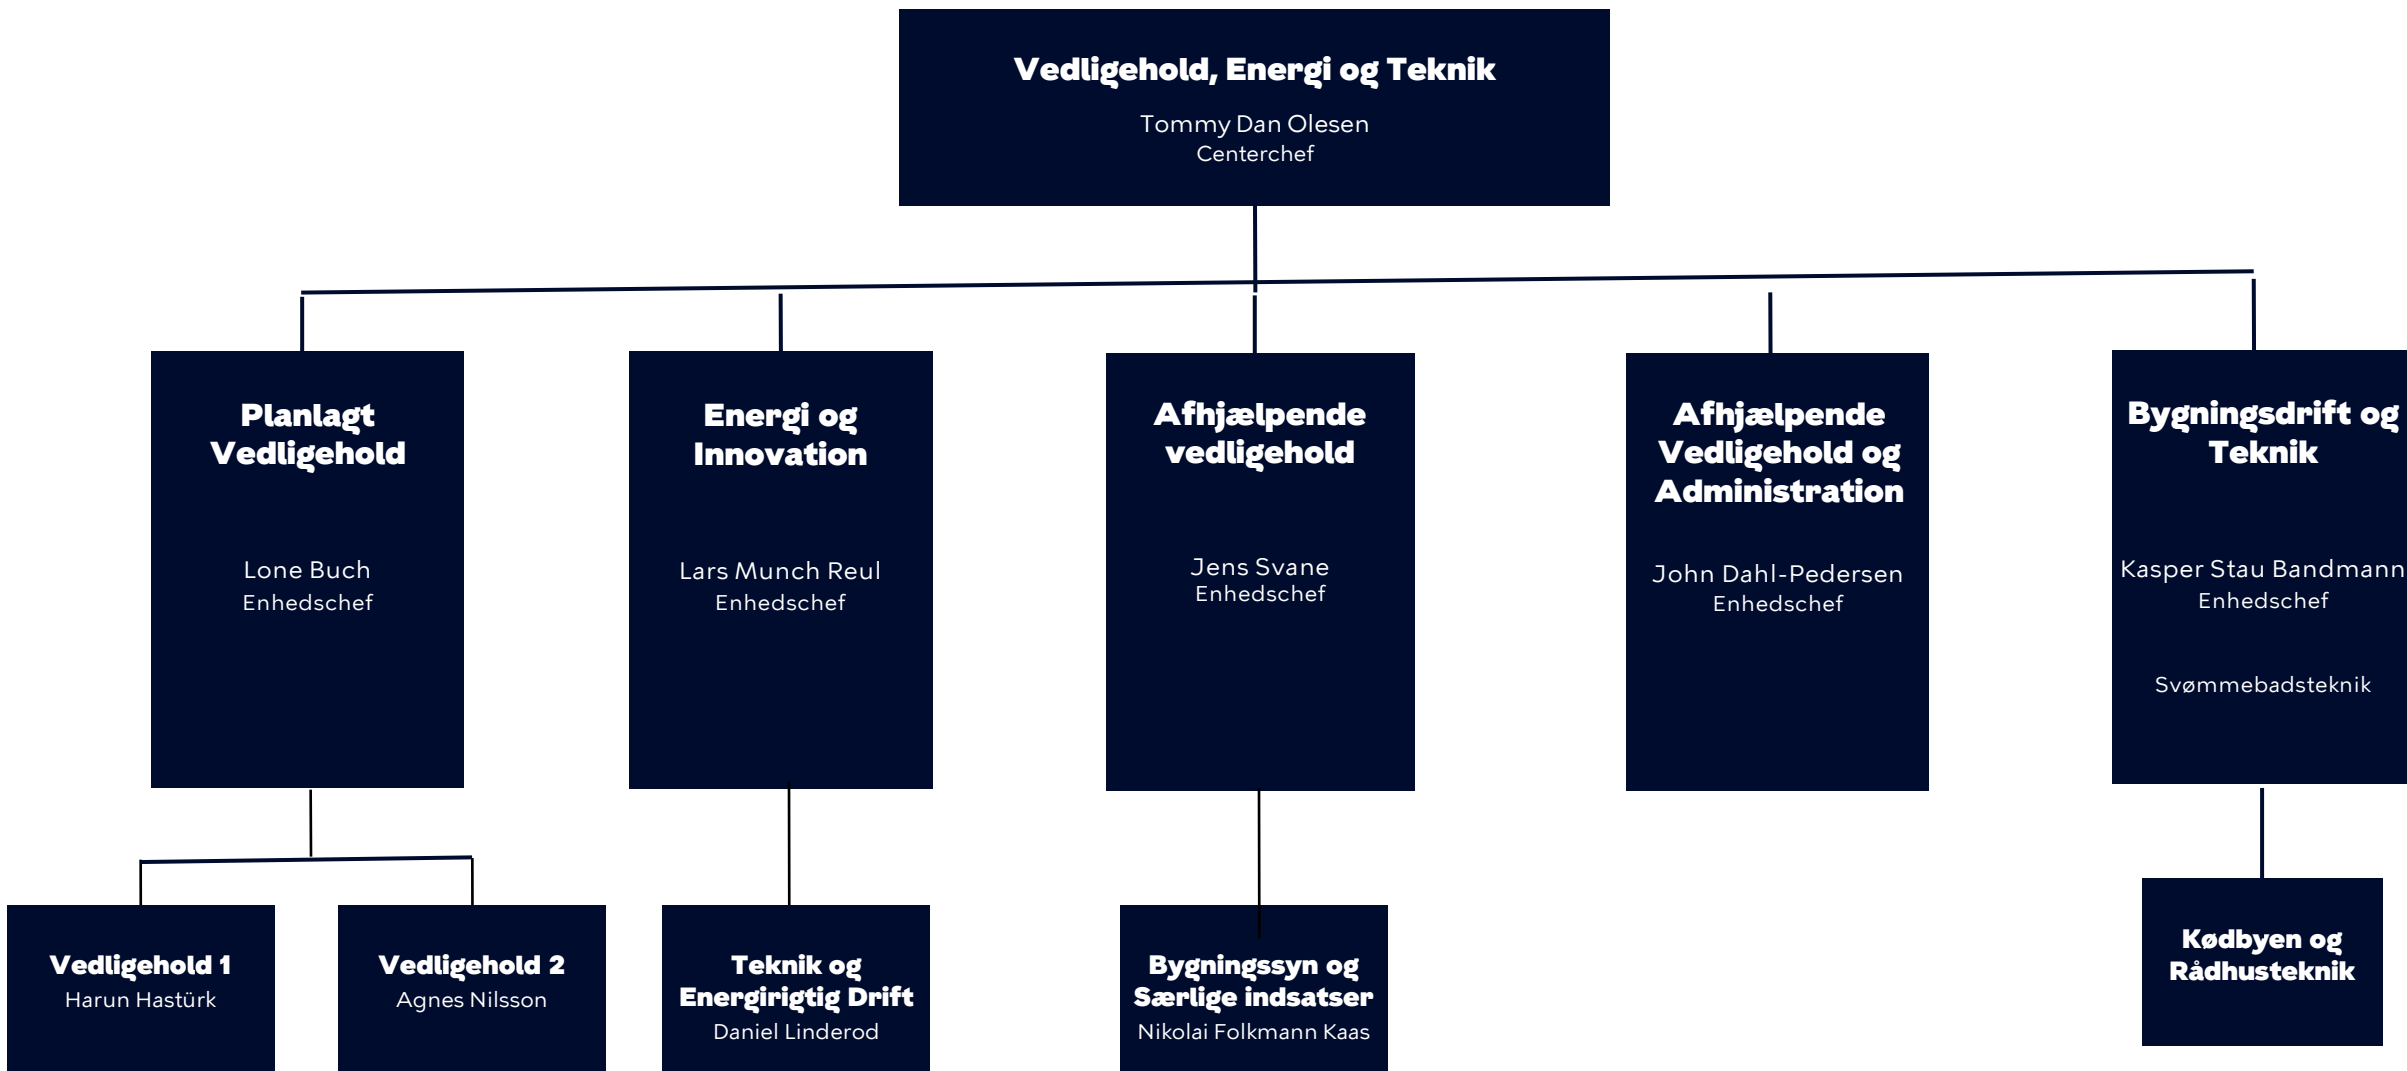 Vedligehold, Energi og Teknik
Tommy Dan Olesen
Centerchef
Planlagt
Vedligehold
Lone Buch
Enhedschef
Energi og
Innovation
Lars Munch Reul
Enhedschef
Afhjælpende
vedligehold
Jens Svane
Enhedschef
Afhjælpende
Vedligehold og
Administration
John Dahl-Pedersen
Enhedschef
Bygningsdrift og
Teknik
Kasper Stau Bandmann
Enhedschef
Svømmebadsteknik
Vedligehold 1
Harun Hastürk
Vedligehold 2
Agnes Nilsson
Teknik og
Energirigtig Drift
Daniel Linderod
Bygningssyn og
Særlige indsatser
Nikolai Folkmann Kaas
Kødbyen og
Rådhusteknik